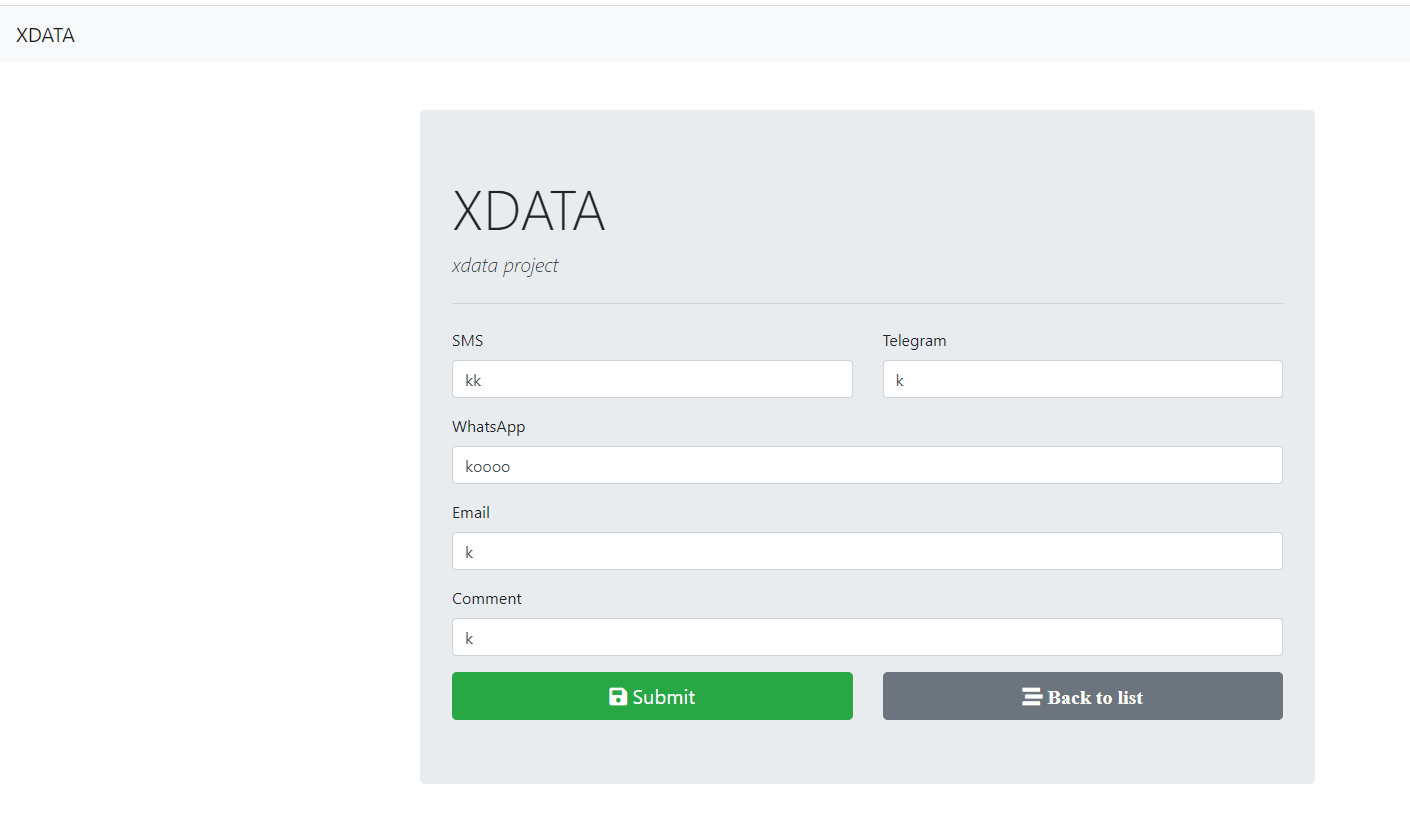 XDATA
XDATA
xdata project
SMS
Telegram
kk
k
WhatsApp
koooo
Email
k
Comment
k
Submit
Back to list